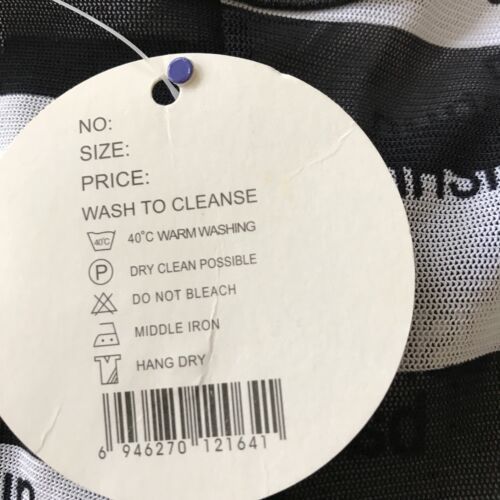 NO:
SIZE:
PRICE:
WASH TO CLEANSE
40°C
40°C WARM WASHING
P
DRY CLEAN POSSIBLE
DO NOT BLEACH
MIDDLE IRON
HANG DRY
6 946270 121641